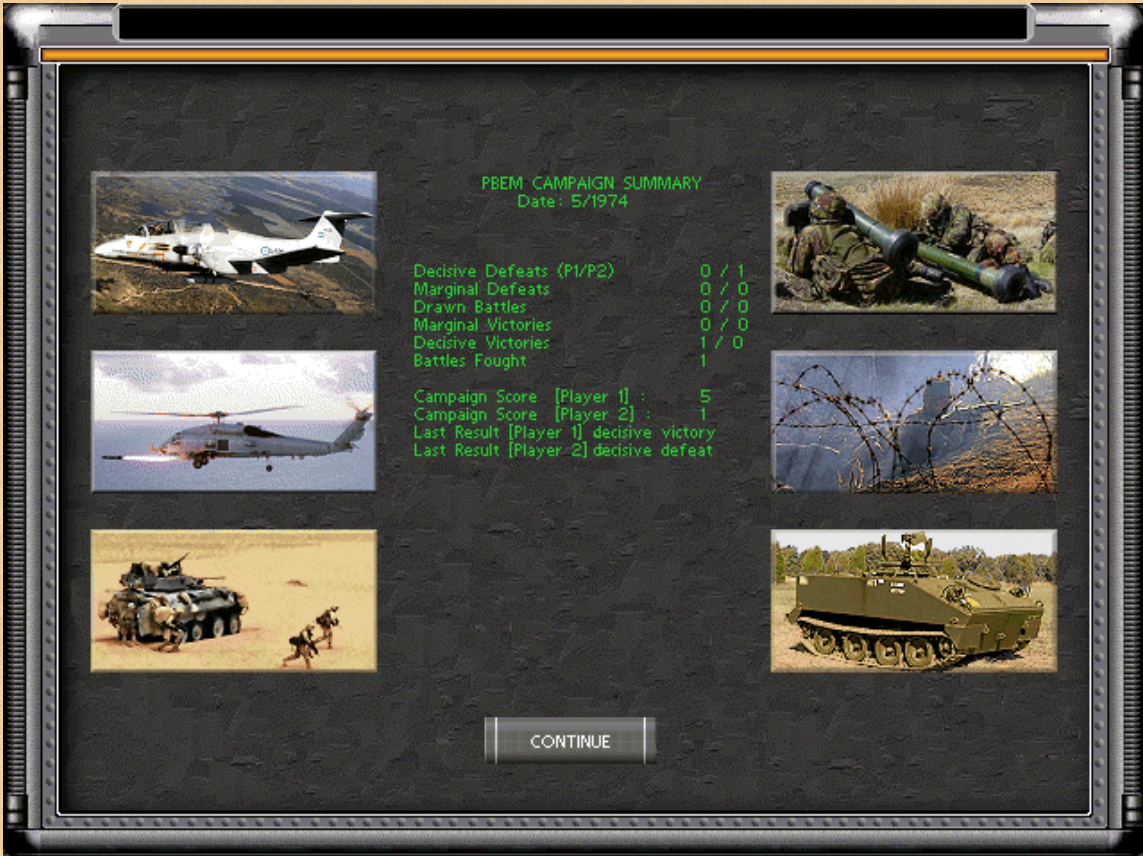 PBEM CAMPAIGN SUMMARY
Date: 5/1974
Decisive Defeats (P1/P2) 0 / 1
Marginal Defeats 0 / 0
Drawn Battles 0 / 0
Marginal Victories 0 / 0
Decisive Victories 1 / 0
Battles Fought 1
Campaign Score [Player 1] : 5
Campaign Score [Player 2] : 1
Last Result [Player 1] decisive victory
Last Result [Player 2] decisive defeat
CONTINUE